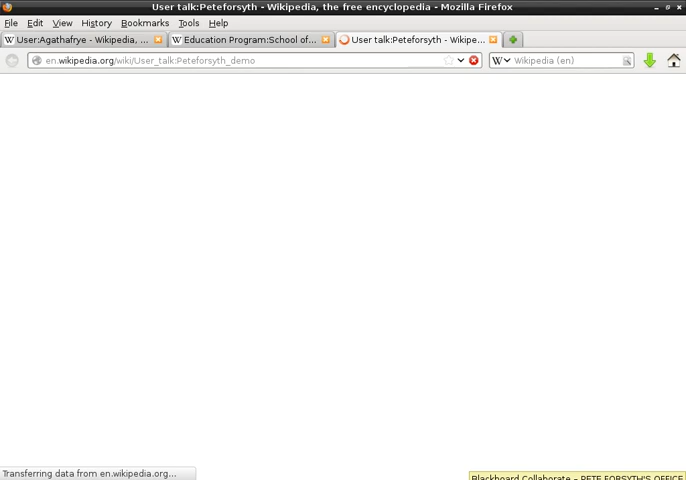 User talk:Peteforsyth - Wikipedia, the free encyclopedia - Mozilla Firefox
File Edit View History Bookmarks Tools Help
User:Agathafrye - Wikipedia, ... Education Program:School of... User talk:Peteforsyth - Wikipe...
en.wikipedia.org/wiki/User_talk:Peteforsyth_demo W Wikipedia (en)
Transferring data from en.wikipedia.org...
Blackboard Collaborate – PETE FORSYTH'S OFFICE